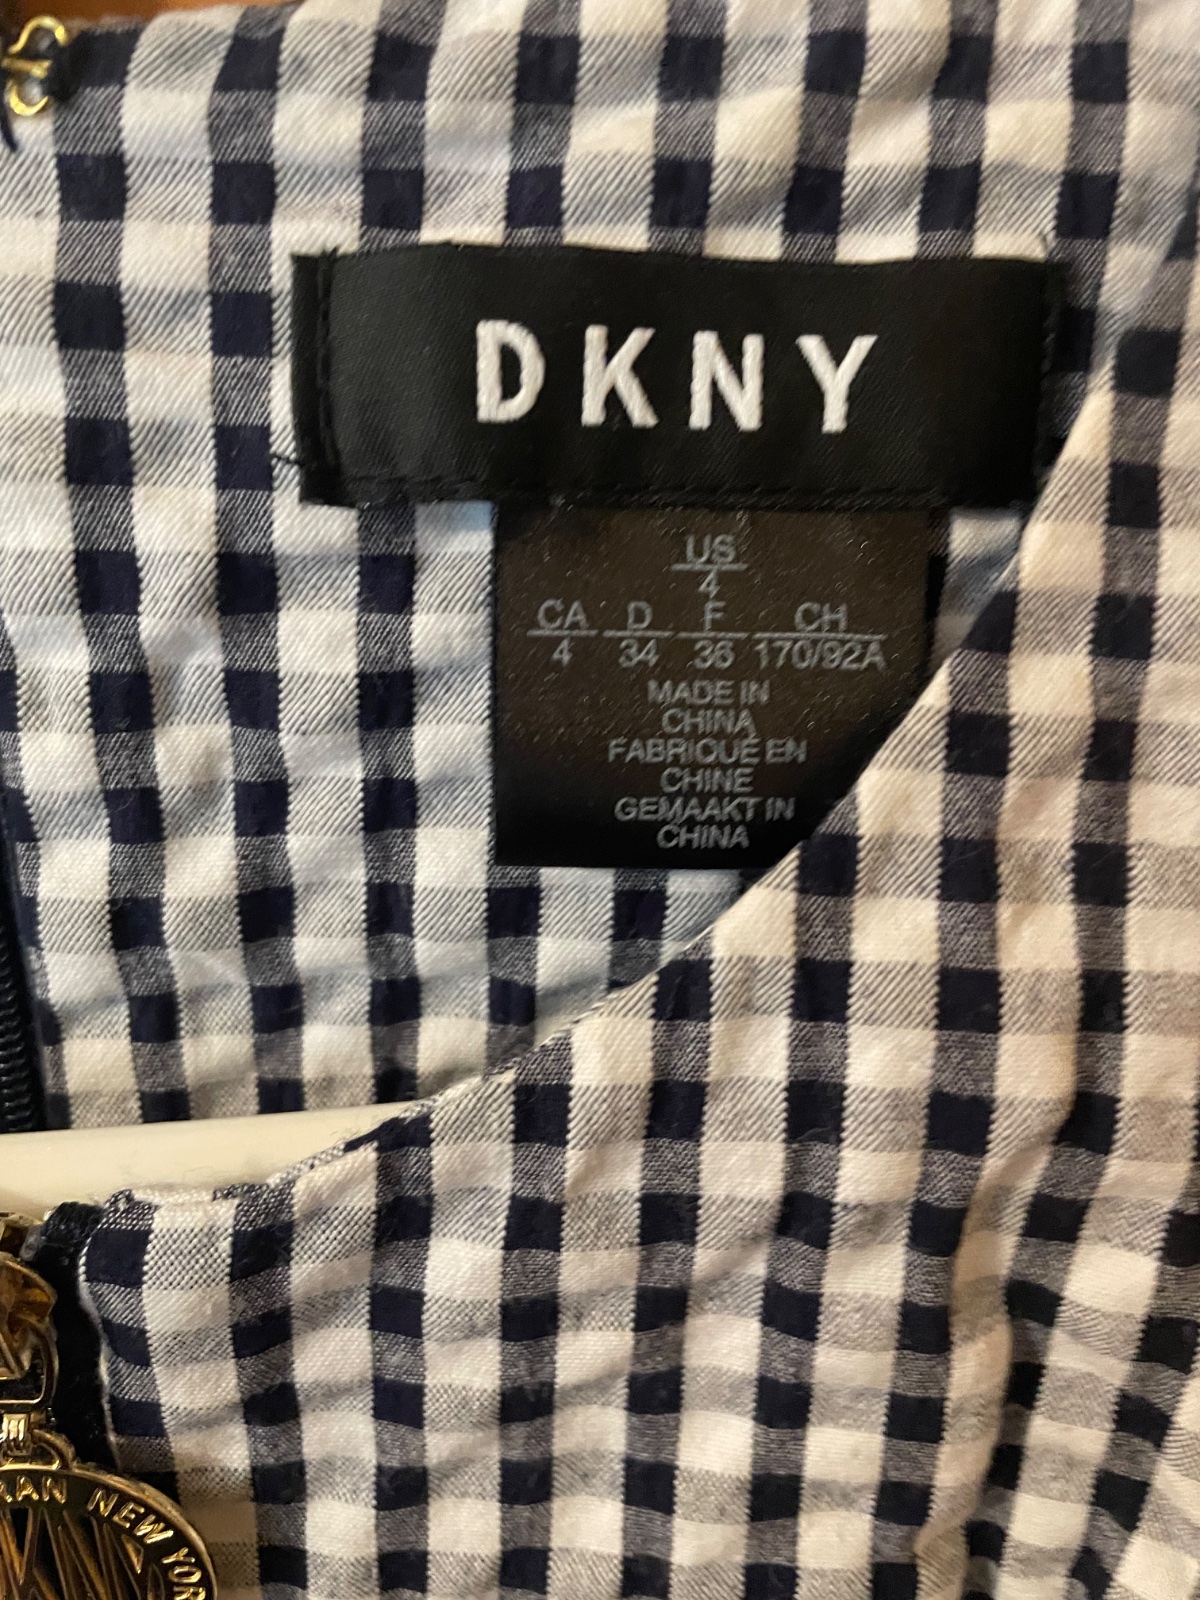 DKNY
US
4
CA D F CH
4 34 36 170/92A
MADE IN
CHINA
FABRIQUÉ EN
CHINE
GEMAAKT IN
CHINA
NEW